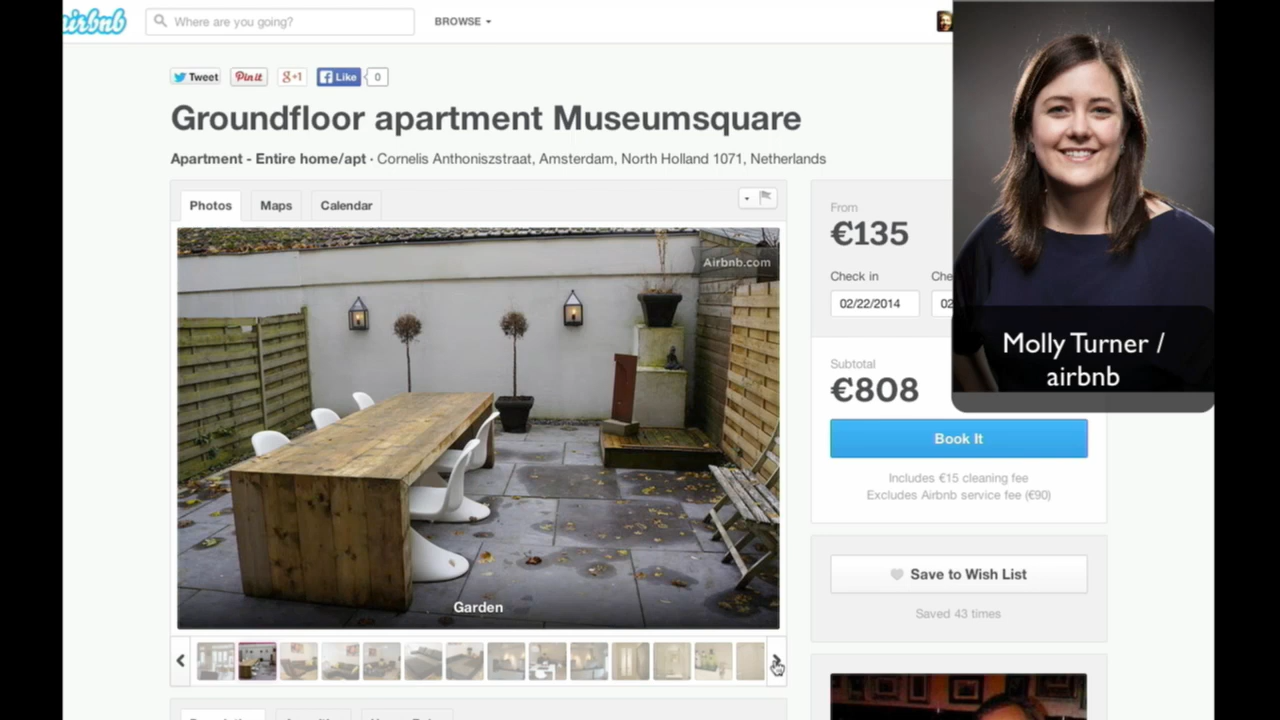 airbnb
Where are you going?
BROWSE
Tweet
Pin it
g+1
Like
0
Groundfloor apartment Museumsquare
Apartment - Entire home/apt · Cornelis Anthoniszstraat, Amsterdam, North Holland 1071, Netherlands
Photos
Maps
Calendar
Airbnb.com
Garden
From
€135
Check in
02/22/2014
Subtotal
€808
Book It
Includes €15 cleaning fee
Excludes Airbnb service fee (€90)
Save to Wish List
Saved 43 times
Molly Turner /
airbnb